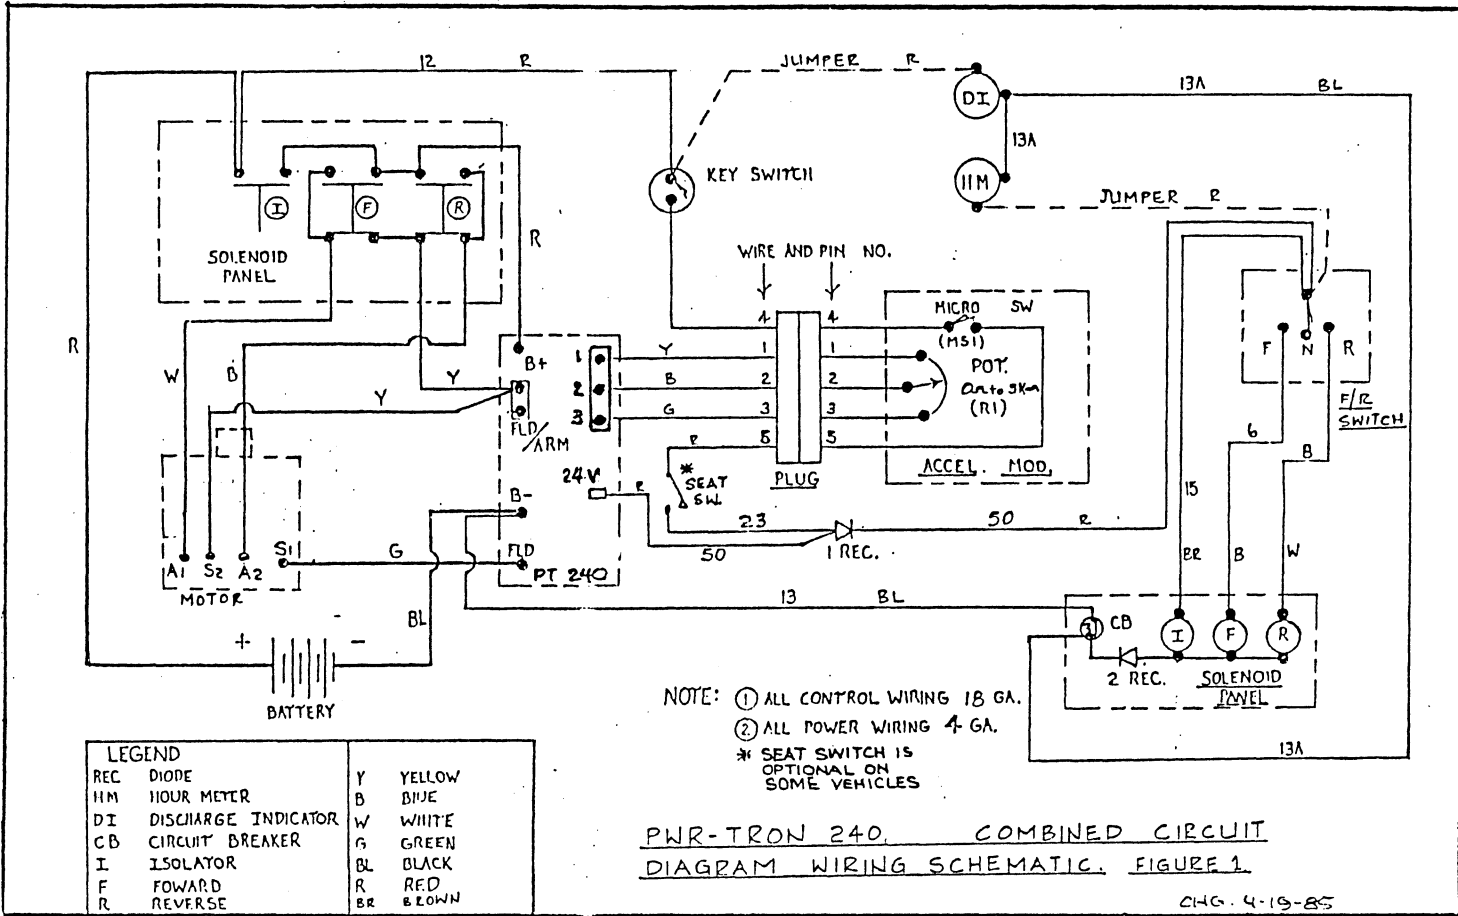 12 R
JUMPER R
DI
13A BL
13A
KEY SWITCH
HM
JUMPER R
I
F
R
SOLENOID
PANEL
R
WIRE AND PIN NO.
R
W
B
Y
Y
B+
FLD
ARM
24V
B-
FLD
PT 240
1
2
3
Y
B
G
R
4
1
2
3
5
4
1
2
3
5
PLUG
MICRO SW
(MS1)
POT.
(R1)
ACCEL. MOD.
F N R
F/R
SWITCH
6
B
15
BR
B
W
*
SEAT
SW.
R
23
50
1 REC.
50 R
A1 S2 A2 S1
MOTOR
G
BL
13 BL
CB
I
F
R
2 REC.
SOLENOID
PANEL
13A
+ - -
BATTERY
NOTE: 1 ALL CONTROL WIRING 18 GA.
2 ALL POWER WIRING 4 GA.
* SEAT SWITCH IS
OPTIONAL ON
SOME VEHICLES
LEGEND
REC DIODE Y YELLOW
HM HOUR METER B BLUE
DI DISCHARGE INDICATOR W WHITE
CB CIRCUIT BREAKER G GREEN
I ISOLATOR BL BLACK
F FOWARD R RED
R REVERSE BR BROWN
PWR-TRON 240. COMBINED CIRCUIT
DIAGRAM WIRING SCHEMATIC. FIGURE 1
CHG. 4-19-85